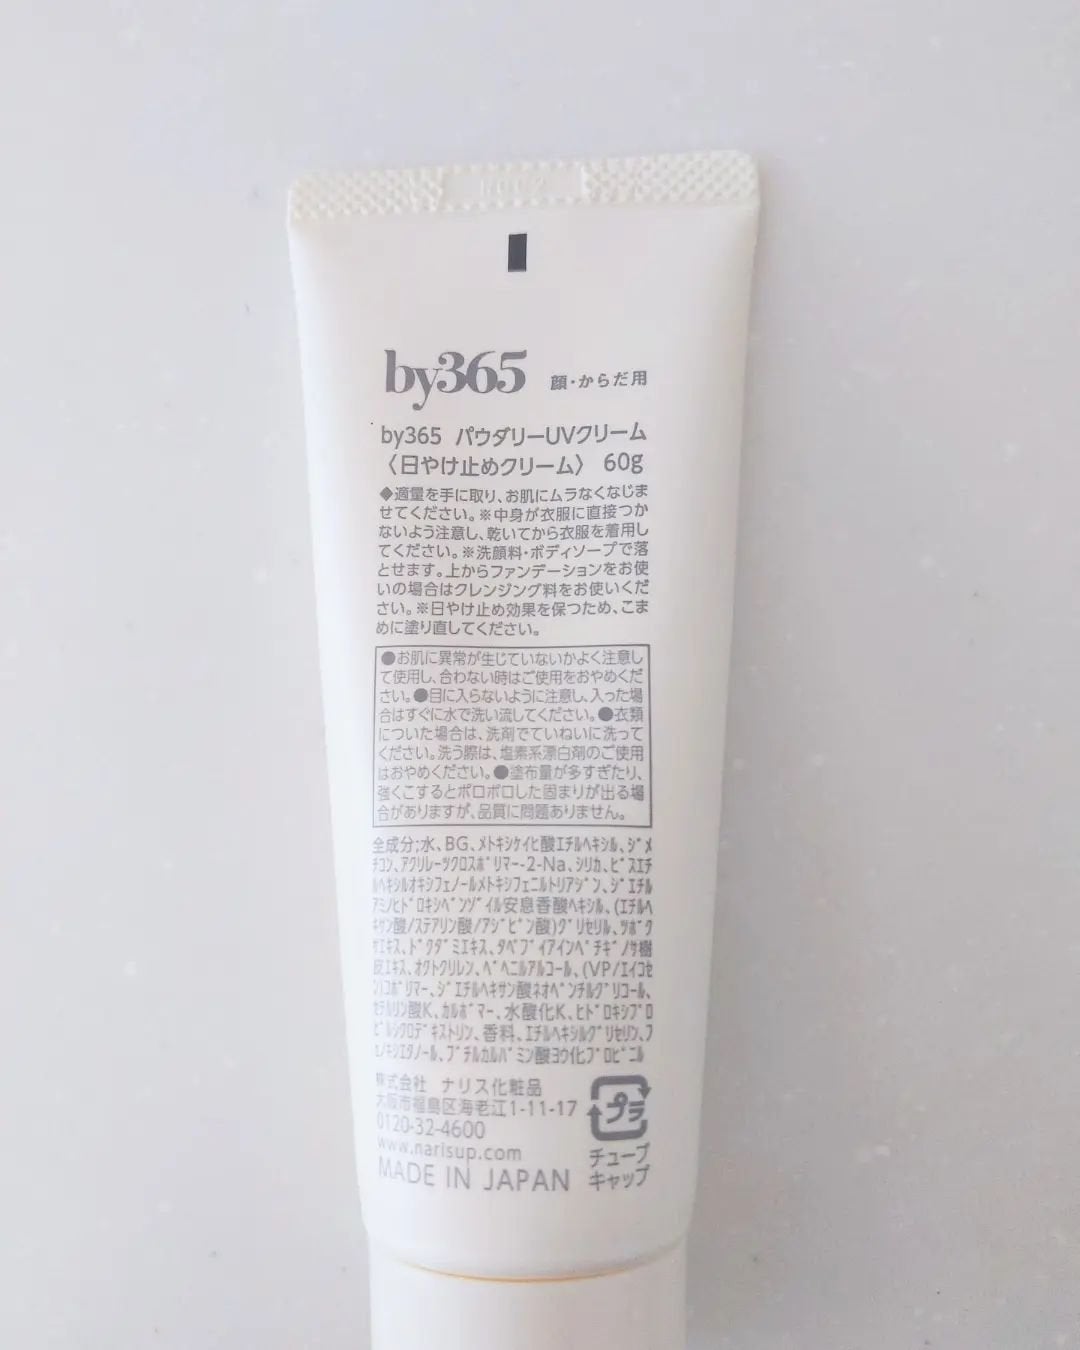 by365 顔・からだ用
by365 パウダリーUVクリーム
〈日やけ止めクリーム〉 60g
◆適量を手に取り、お肌にムラなくなじま
せてください。※中身が衣服に直接つか
ないよう注意し、乾いてから衣服を着用し
てください。※洗顔料・ボディソープで落
とせます。上からファンデーションをお使
いの場合はクレンジング料をお使いくだ
さい。※日やけ止め効果を保つため、こま
めに塗り直してください。
●お肌に異常が生じていないかよく注意し
て使用し、合わない時はご使用をおやめくだ
さい。●目に入らないように注意し、入った場
合はすぐに水で洗い流してください。●衣類
についた場合は、洗剤でていねいに洗って
ください。洗う際は、塩素系漂白剤のご使用
はおやめください。●塗布量が多すぎたり、
強くこするとポロポロした固まりが出る場
合がありますが、品質に問題ありません。
全成分;水、BG、ﾒﾄｷｼｹｲﾋ酸ｴﾁﾙﾍｷｼﾙ、ｼﾞﾒ
ﾁｺﾝ、ｱｸﾘﾚｰﾂｸﾛｽﾎﾟﾘﾏｰ-2-Na、ｼﾘｶ、ﾋﾞｽｴﾁ
ﾙﾍｷｼﾙｵｷｼﾌｪﾉｰﾙﾒﾄｷｼﾌｪﾆﾙﾄﾘｱｼﾞﾝ、ｼﾞｴﾁﾙ
ｱﾐﾉﾋﾄﾞﾛｷｼﾍﾞﾝｿﾞｲﾙ安息香酸ﾍｷｼﾙ、(ｴﾁﾙﾍ
ｷｻﾝ酸/ｽﾃｱﾘﾝ酸/ｱｼﾞﾋﾟﾝ酸)ｸﾞﾘｾﾘﾙ、ﾂﾎﾞｸ
ｻｴｷｽ、ﾄﾞｸﾀﾞﾐｴｷｽ、ﾀﾍﾞﾌﾞｲｱｲﾝﾍﾟﾁｷﾞﾉｻ樹
皮ｴｷｽ、ｵｸﾄｸﾘﾚﾝ、ﾍﾞﾍﾆﾙｱﾙｺｰﾙ、(VP/ｴｲｺｾ
ﾝ)ｺﾎﾟﾘﾏｰ、ｼﾞｴﾁﾙﾍｷｻﾝ酸ﾈｵﾍﾟﾝﾁﾙｸﾞﾘｺｰﾙ、
ｾﾁﾙﾘﾝ酸K、ｶﾙﾎﾞﾏｰ、水酸化K、ﾋﾄﾞﾛｷｼﾌﾟﾛ
ﾋﾟﾙｼｸﾛﾃﾞｷｽﾄﾘﾝ、香料、ｴﾁﾙﾍｷｼﾙｸﾞﾘｾﾘﾝ、ﾌ
ｪﾉｷｼｴﾀﾉｰﾙ、ﾌﾞﾁﾙｶﾙﾊﾞﾐﾝ酸ﾖｳ化ﾌﾟﾛﾋﾟﾆﾙ
株式会社 ナリス化粧品
大阪市福島区海老江1-11-17
0120-32-4600
www.narisup.com
MADE IN JAPAN
プラ
チューブ
キャップ